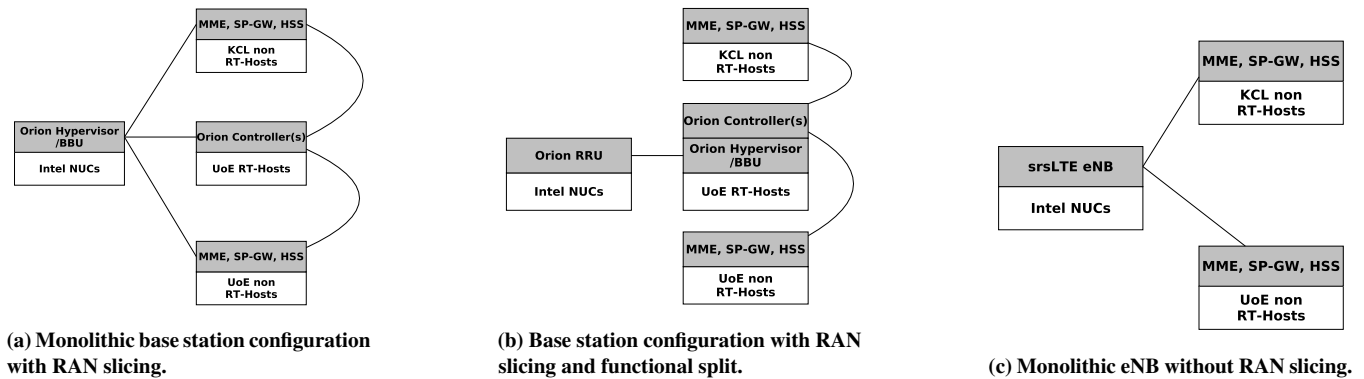 MME, SP-GW, HSS
KCL non
RT-Hosts
Orion Hypervisor
/BBU
Intel NUCs
Orion Controller(s)
UoE RT-Hosts
MME, SP-GW, HSS
UoE non
RT-Hosts
(a) Monolithic base station configuration
with RAN slicing.
MME, SP-GW, HSS
KCL non
RT-Hosts
Orion RRU
Intel NUCs
Orion Controller(s)
Orion Hypervisor
/BBU
UoE RT-Hosts
MME, SP-GW, HSS
UoE non
RT-Hosts
(b) Base station configuration with RAN
slicing and functional split.
MME, SP-GW, HSS
KCL non
RT-Hosts
srsLTE eNB
Intel NUCs
MME, SP-GW, HSS
UoE non
RT-Hosts
(c) Monolithic eNB without RAN slicing.